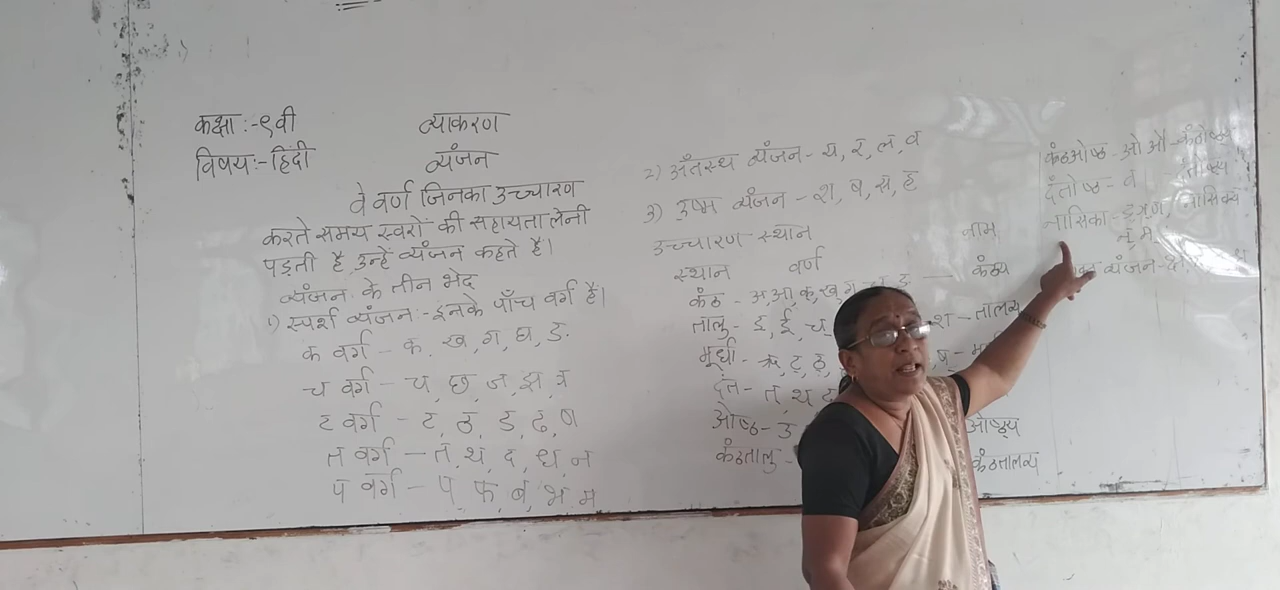 कक्षाः-९वी
व्याकरण
विषयः-हिंदी
व्यंजन
वे वर्ण जिनका उच्चारण
करते समय स्वरों की सहायता लेनी
पड़ती है उन्हें व्यंजन कहते है।
व्यंजन के तीन भेद
१) स्पर्श व्यंजन:- इनके पाँच वर्ग हैं।
क वर्ग - क, ख, ग, घ, ङ
च वर्ग - च, छ, ज, झ, ञ
ट वर्ग - ट, ठ, ड, ढ, ण
त वर्ग - त, थ, द, ध, न
प वर्ग - प, फ, ब, भ, म
२) अंतस्थ व्यंजन - य, र, ल, व
३) उष्म व्यंजन - श, ष, स, ह
उच्चारण स्थान
नाम
स्थान वर्ण
कंठ - अ, आ, क, ख, ग ङ — कंठ्य
तालु - इ, ई, च श - तालव्य
मूर्धा - ऋ, ट, ठ, ष -
दंत - त, थ, द
ओष्ठ - उ ओष्ठ्य
कंठतालु - कंठतालव्य
कंठओष्ठ - ओ औ - कंठोष्ठ्य
दंतोष्ठ - व
नासिका - नासिक्य
व्यंजन -